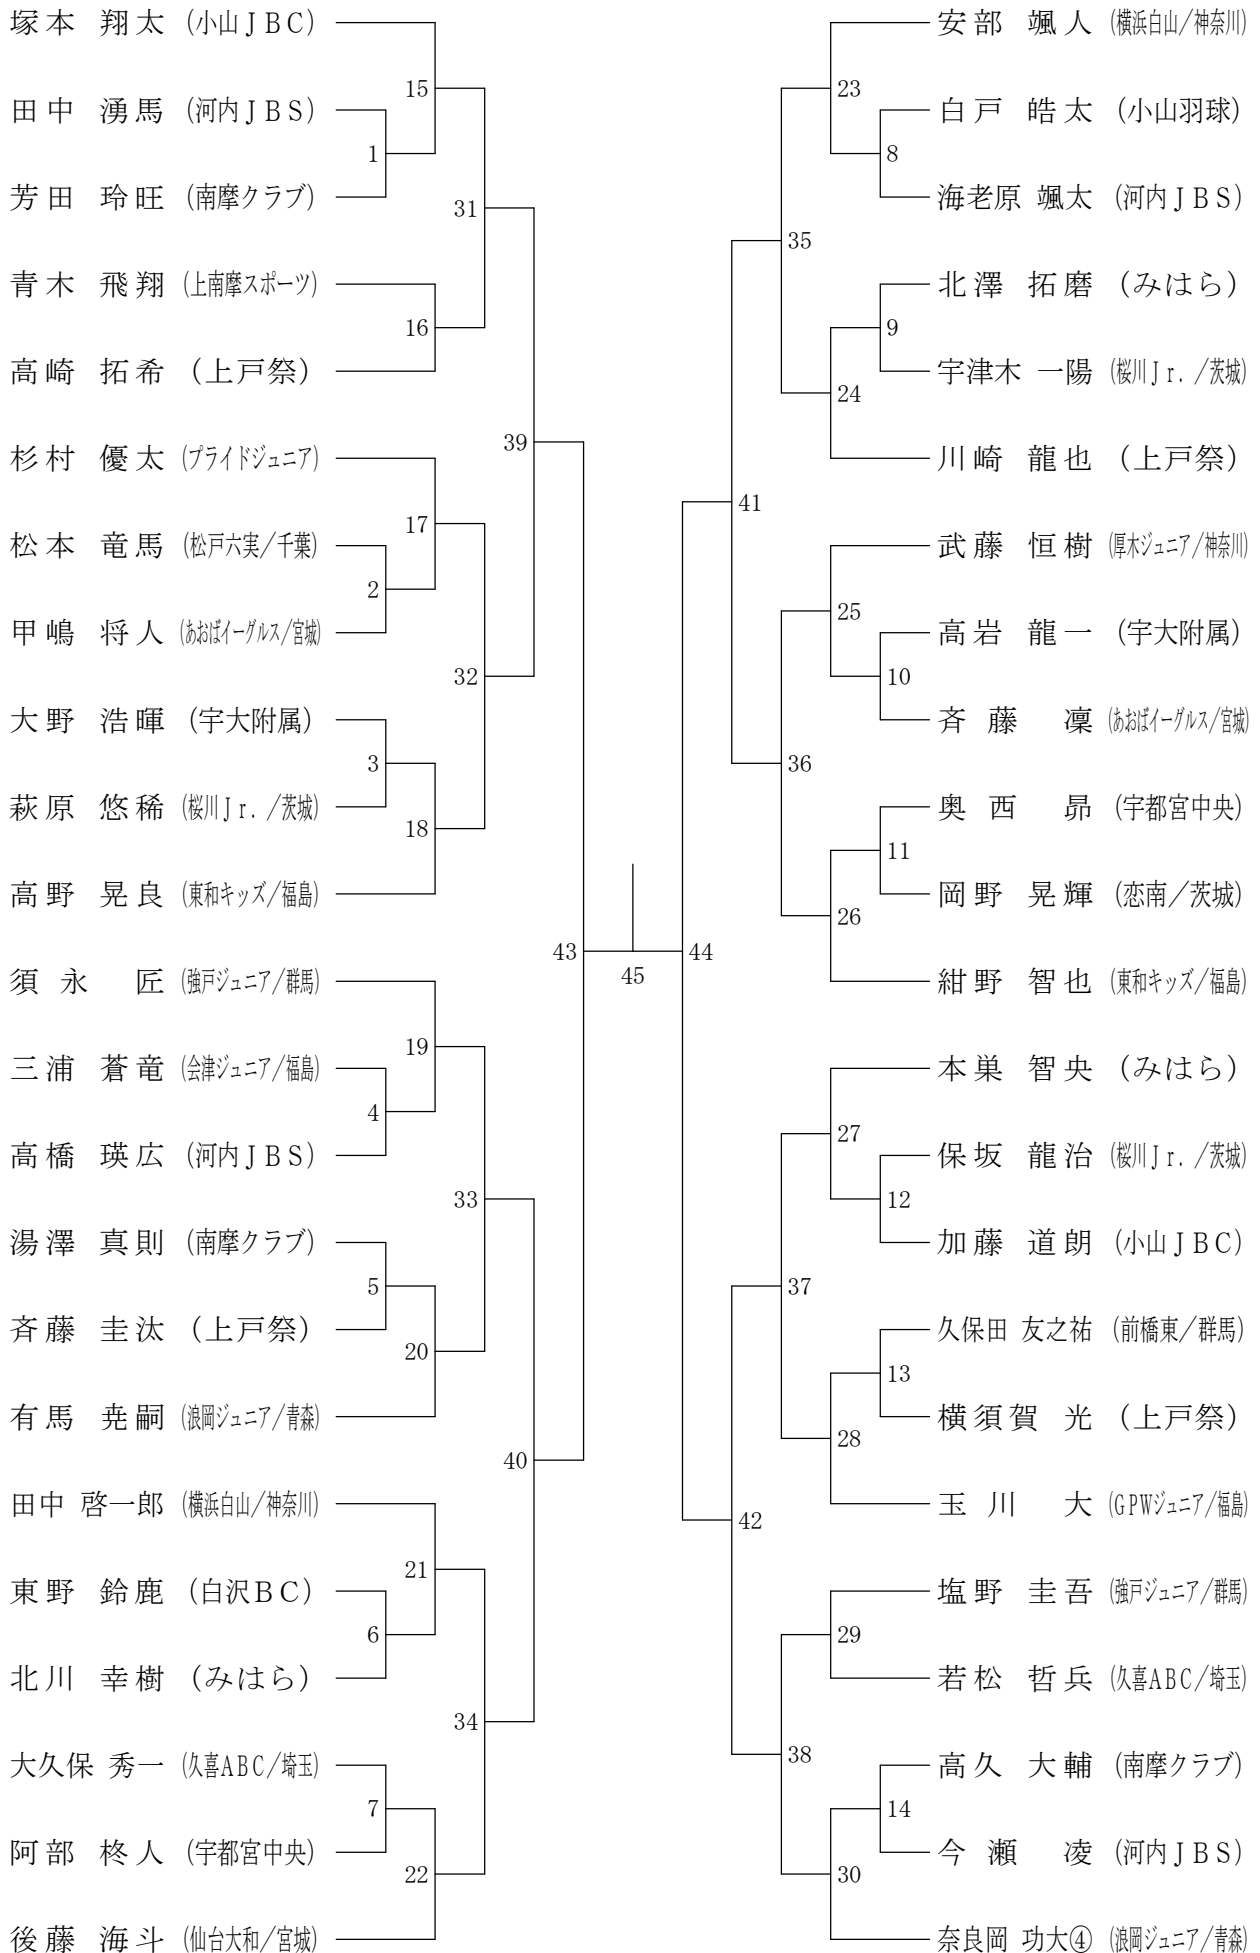 塚本 翔太 (小山ＪＢＣ)
15
田中 湧馬 (河内ＪＢＳ)
1
芳田 玲旺 (南摩クラブ)
31
青木 飛翔 (上南摩スポーツ)
16
高崎 拓希 (上戸祭)
39
杉村 優太 (プライドジュニア)
17
松本 竜馬 (松戸六実／千葉)
2
甲嶋 将人 (あおばイーグルス／宮城)
32
大野 浩暉 (宇大附属)
3
萩原 悠稀 (桜川Ｊｒ．／茨城)
18
高野 晃良 (東和キッズ／福島)
43
須永 匠 (強戸ジュニア／群馬)
19
三浦 蒼竜 (会津ジュニア／福島)
4
高橋 瑛広 (河内ＪＢＳ)
33
湯澤 真則 (南摩クラブ)
5
斉藤 圭汰 (上戸祭)
20
有馬 尭嗣 (浪岡ジュニア／青森)
40
田中 啓一郎 (横浜白山／神奈川)
21
東野 鈴鹿 (白沢ＢＣ)
6
北川 幸樹 (みはら)
34
大久保 秀一 (久喜ABC／埼玉)
7
阿部 柊人 (宇都宮中央)
22
後藤 海斗 (仙台大和／宮城)
45
安部 颯人 (横浜白山／神奈川)
23
白戸 皓太 (小山羽球)
8
海老原 颯太 (河内ＪＢＳ)
35
北澤 拓磨 (みはら)
9
宇津木 一陽 (桜川Ｊｒ．／茨城)
24
川崎 龍也 (上戸祭)
41
武藤 恒樹 (厚木ジュニア／神奈川)
25
高岩 龍一 (宇大附属)
10
斉藤 凜 (あおばイーグルス／宮城)
36
奥西 昴 (宇都宮中央)
11
岡野 晃輝 (恋南／茨城)
26
紺野 智也 (東和キッズ／福島)
44
本巣 智央 (みはら)
27
保坂 龍治 (桜川Ｊｒ．／茨城)
12
加藤 道朗 (小山ＪＢＣ)
37
久保田 友之祐 (前橋東／群馬)
13
横須賀 光 (上戸祭)
28
玉川 大 (GPWジュニア／福島)
42
塩野 圭吾 (強戸ジュニア／群馬)
29
若松 哲兵 (久喜ABC／埼玉)
38
高久 大輔 (南摩クラブ)
14
今瀬 凌 (河内ＪＢＳ)
30
奈良岡 功大④ (浪岡ジュニア／青森)